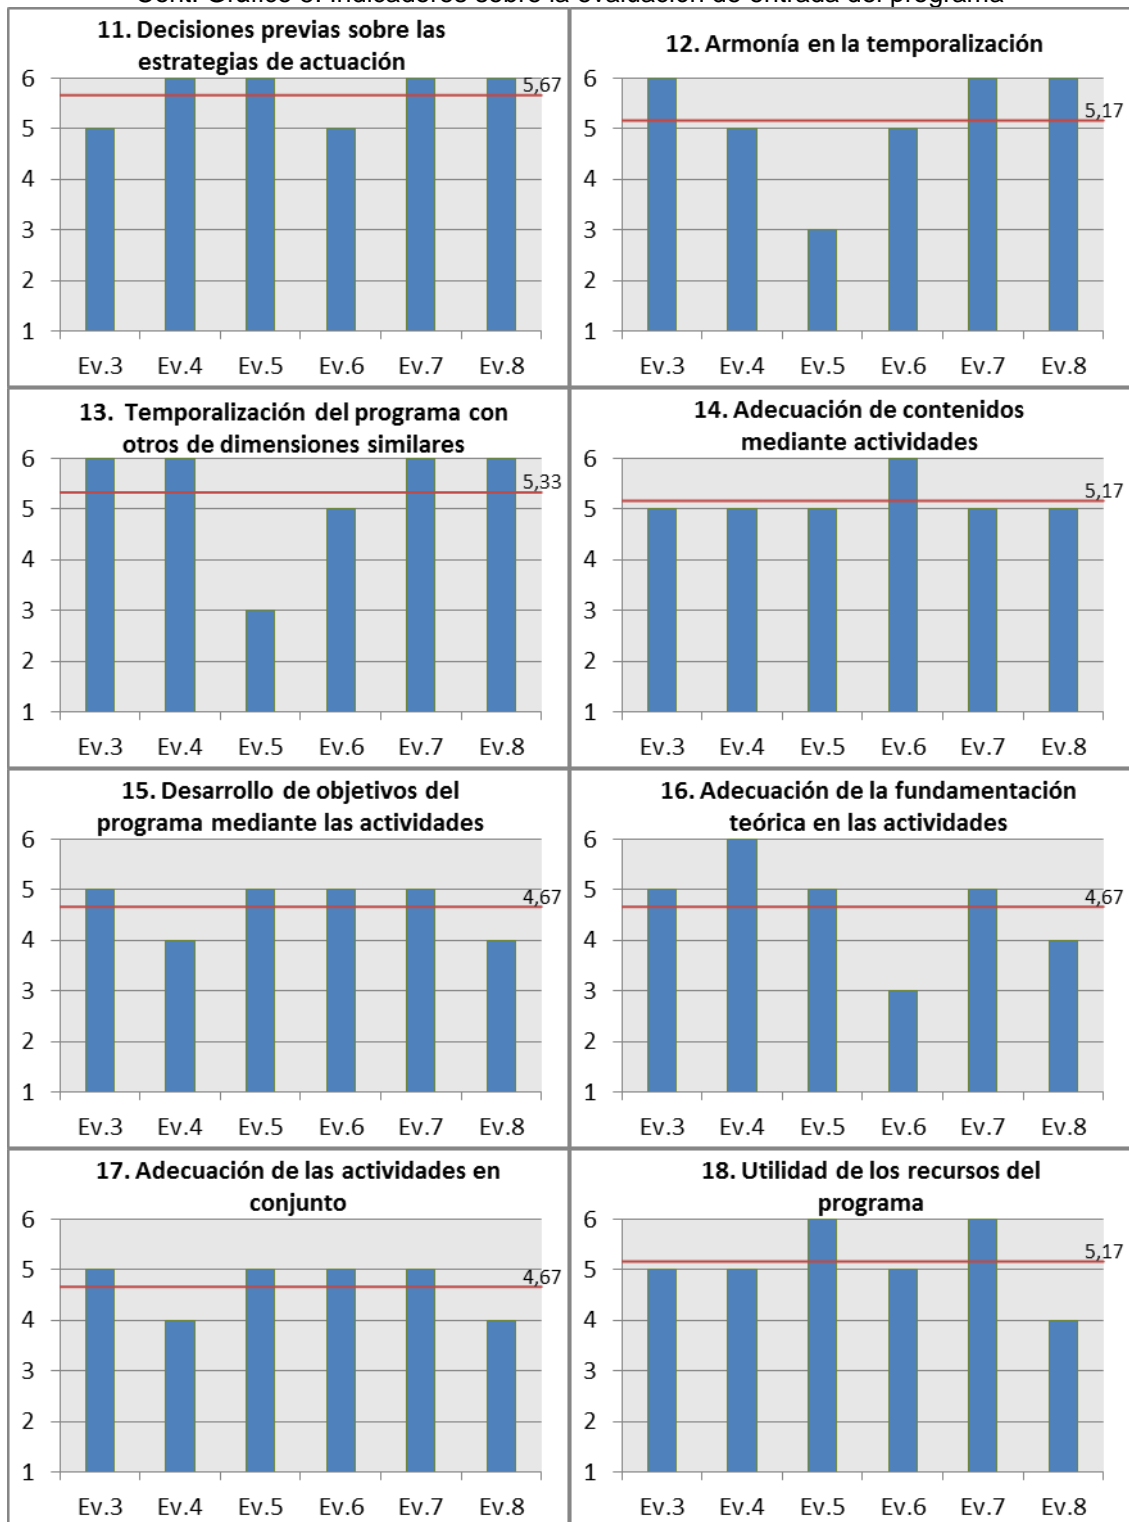 Cont. Gráfico 3. Indicadores sobre la evaluación de entrada del programa
11. Decisiones previas sobre las
estrategias de actuación
6
5
4
3
2
1
5,67
Ev.3 Ev.4 Ev.5 Ev.6 Ev.7 Ev.8
12. Armonía en la temporalización
6
5
4
3
2
1
5,17
Ev.3 Ev.4 Ev.5 Ev.6 Ev.7 Ev.8
13. Temporalización del programa con
otros de dimensiones similares
6
5
4
3
2
1
5,33
Ev.3 Ev.4 Ev.5 Ev.6 Ev.7 Ev.8
14. Adecuación de contenidos
mediante actividades
6
5
4
3
2
1
5,17
Ev.3 Ev.4 Ev.5 Ev.6 Ev.7 Ev.8
15. Desarrollo de objetivos del
programa mediante las actividades
6
5
4
3
2
1
4,67
Ev.3 Ev.4 Ev.5 Ev.6 Ev.7 Ev.8
16. Adecuación de la fundamentación
teórica en las actividades
6
5
4
3
2
1
4,67
Ev.3 Ev.4 Ev.5 Ev.6 Ev.7 Ev.8
17. Adecuación de las actividades en
conjunto
6
5
4
3
2
1
4,67
Ev.3 Ev.4 Ev.5 Ev.6 Ev.7 Ev.8
18. Utilidad de los recursos del
programa
6
5
4
3
2
1
5,17
Ev.3 Ev.4 Ev.5 Ev.6 Ev.7 Ev.8